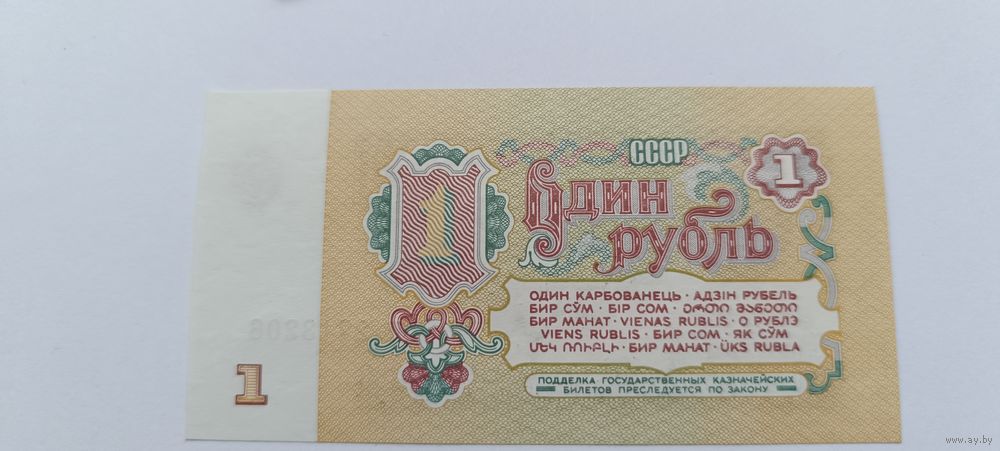 СССР
1
1
ОДИН
РУБЛЬ
ОДИН КАРБОВАНЕЦЬ · АДЗІН РУБЕЛЬ
БИР СЎМ · БІР СОМ · ᲔᲠᲗᲘ ᲛᲐᲜᲔᲗᲘ
БИР МАНАТ · VIENAS RUBLIS · О РУБЛЭ
VIENS RUBLIS · БИР СОМ · ЯК СЎМ
ՄԵԿ ՌՈՒԲԼԻ · БИР МАНАТ · ÜKS RUBLA
ПОДДЕЛКА ГОСУДАРСТВЕННЫХ КАЗНАЧЕЙСКИХ
БИЛЕТОВ ПРЕСЛЕДУЕТСЯ ПО ЗАКОНУ
1
www.ay.by